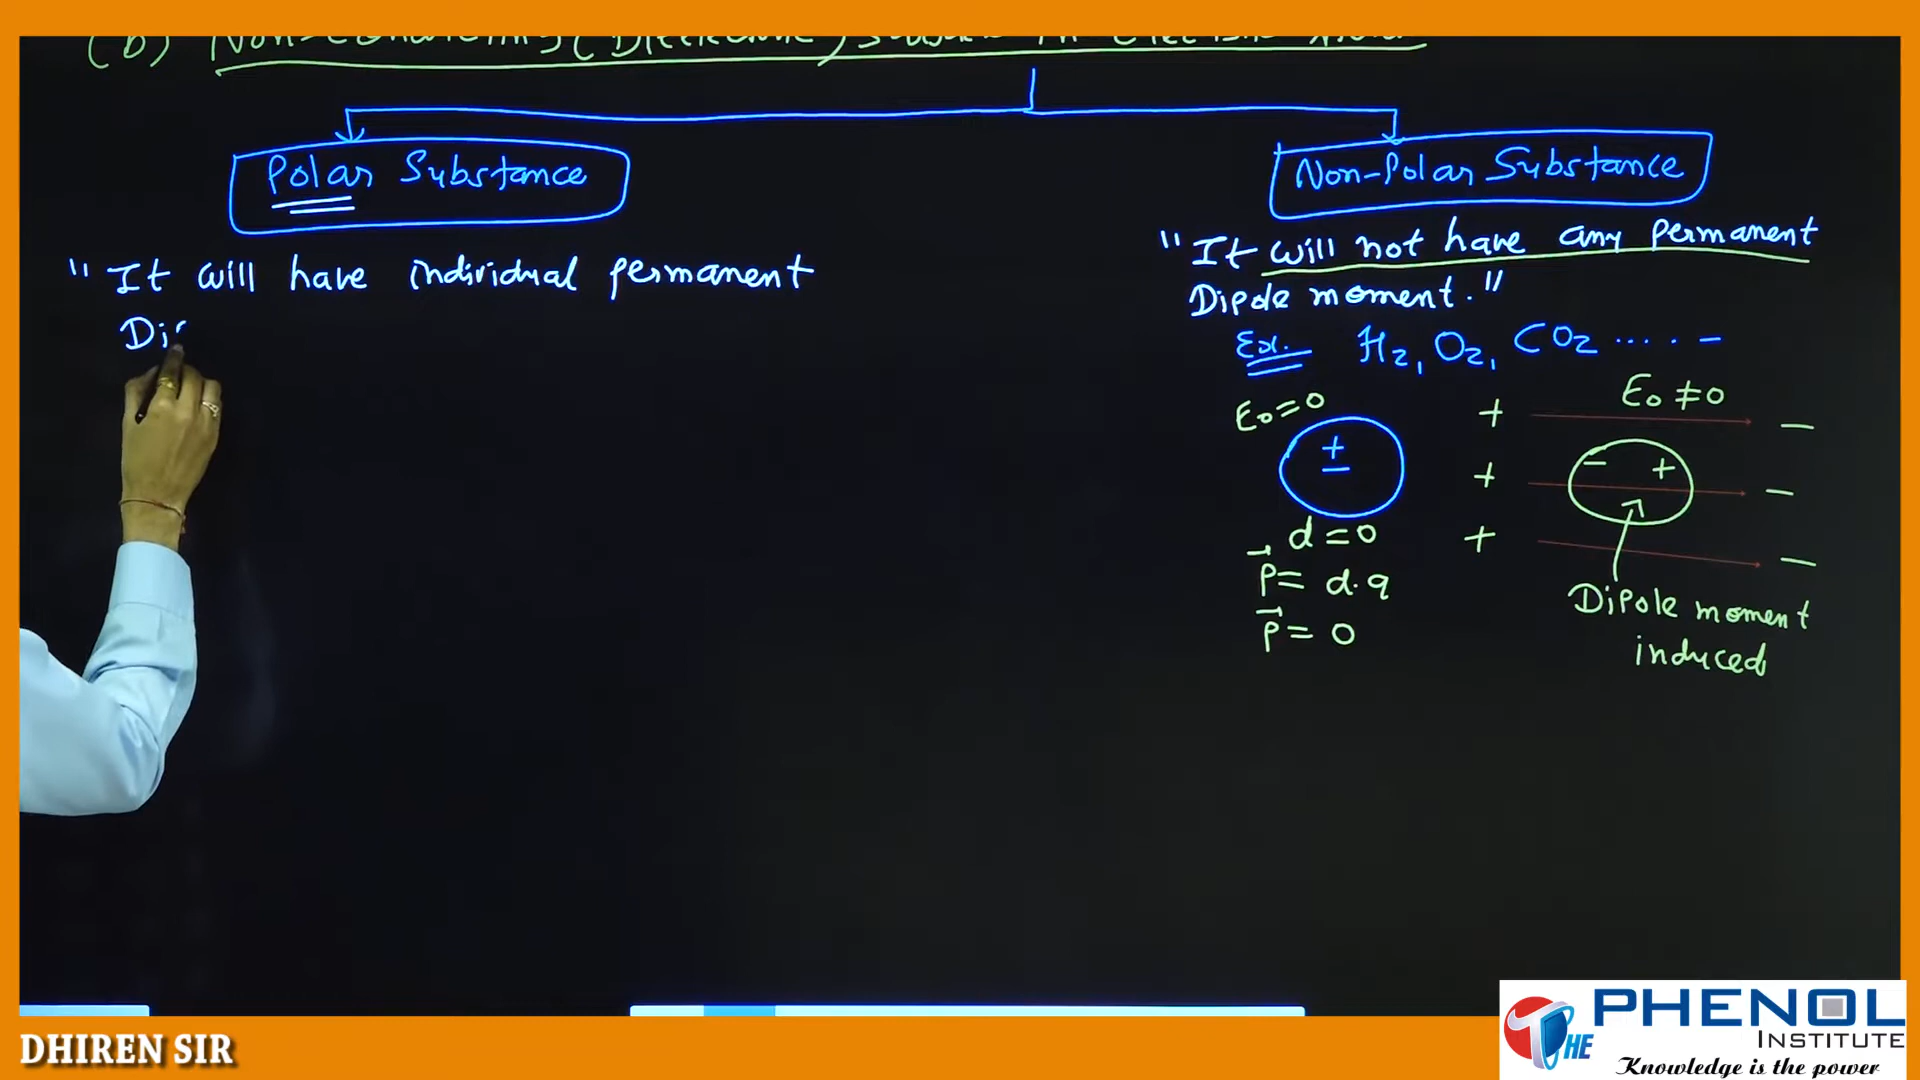 (b)
Polar Substance
"It will have individual permanent
Dip
Non-Polar Substance
"It will not have any permanent
Dipole moment."
Ex. H2, O2, CO2 ..... -
E0=0
+
-
d=0
p= d.q
p= 0
E0≠0
+ -
+ - + -
+ -
Dipole moment
induced
DHIREN SIR
THE PHENOL
INSTITUTE
Knowledge is the power